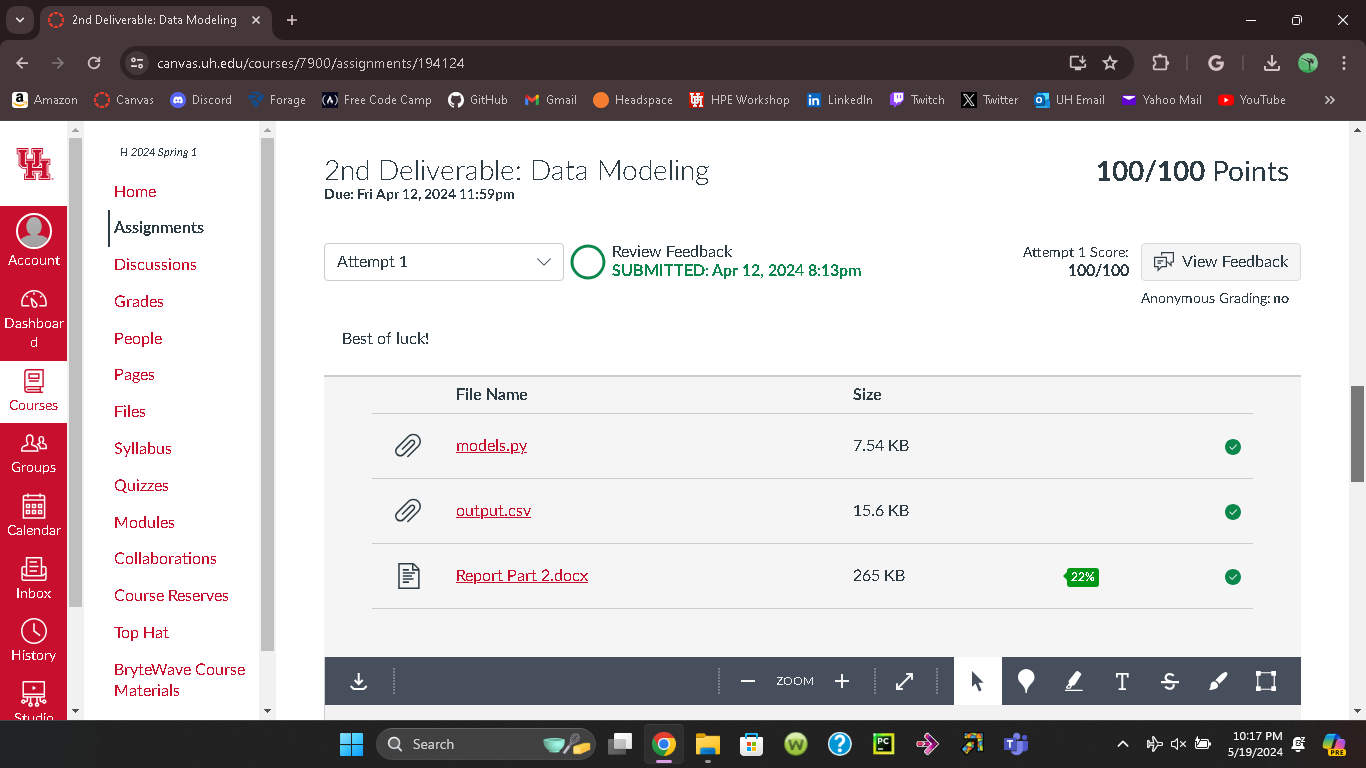 2nd Deliverable: Data Modeling
canvas.uh.edu/courses/7900/assignments/194124
Amazon
Canvas
Discord
Forage
Free Code Camp
GitHub
Gmail
Headspace
HPE Workshop
LinkedIn
Twitch
Twitter
UH Email
Yahoo Mail
YouTube
Account
Dashboar
d
Courses
Groups
Calendar
Inbox
History
Studio
H 2024 Spring 1
Home
Assignments
Discussions
Grades
People
Pages
Files
Syllabus
Quizzes
Modules
Collaborations
Course Reserves
Top Hat
BryteWave Course
Materials
2nd Deliverable: Data Modeling
100/100 Points
Due: Fri Apr 12, 2024 11:59pm
Attempt 1
Review Feedback
SUBMITTED: Apr 12, 2024 8:13pm
Attempt 1 Score:
100/100
View Feedback
Anonymous Grading: no
Best of luck!
File Name Size
models.py 7.54 KB
output.csv 15.6 KB
Report Part 2.docx 265 KB 22%
ZOOM
Search
10:17 PM
5/19/2024
PRE